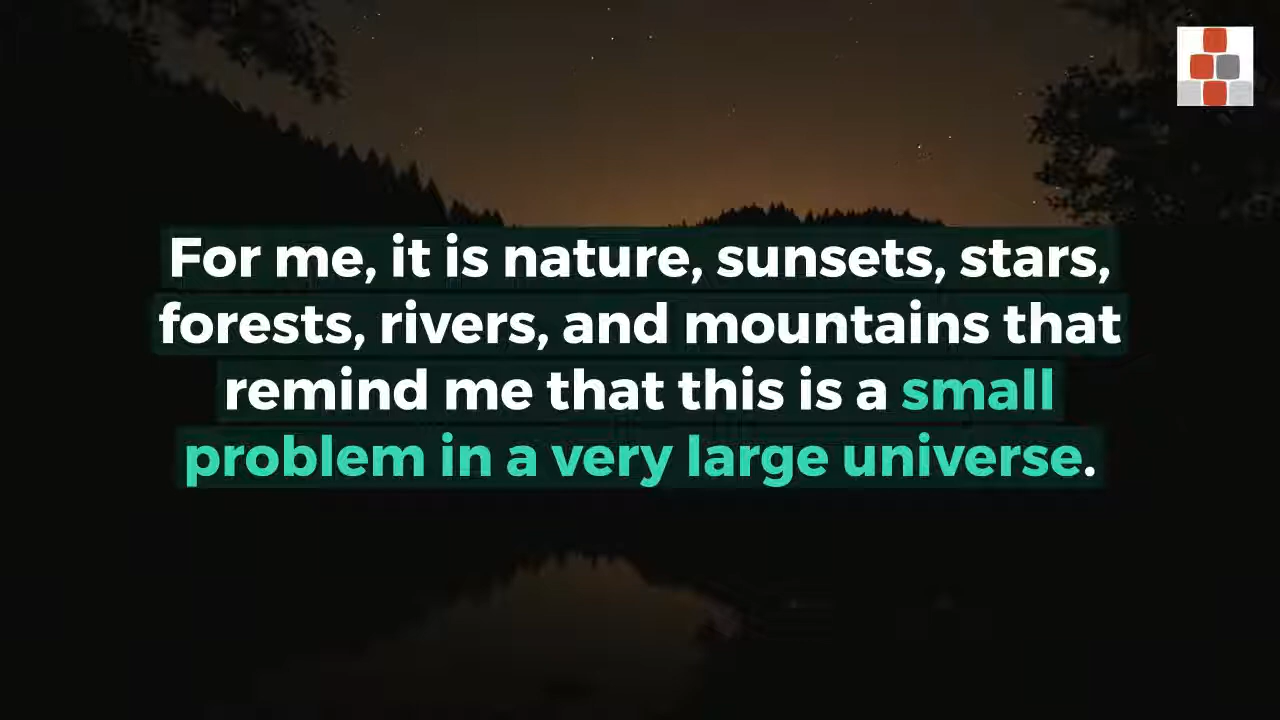 For me, it is nature, sunsets, stars,
forests, rivers, and mountains that
remind me that this is a small
problem in a very large universe.